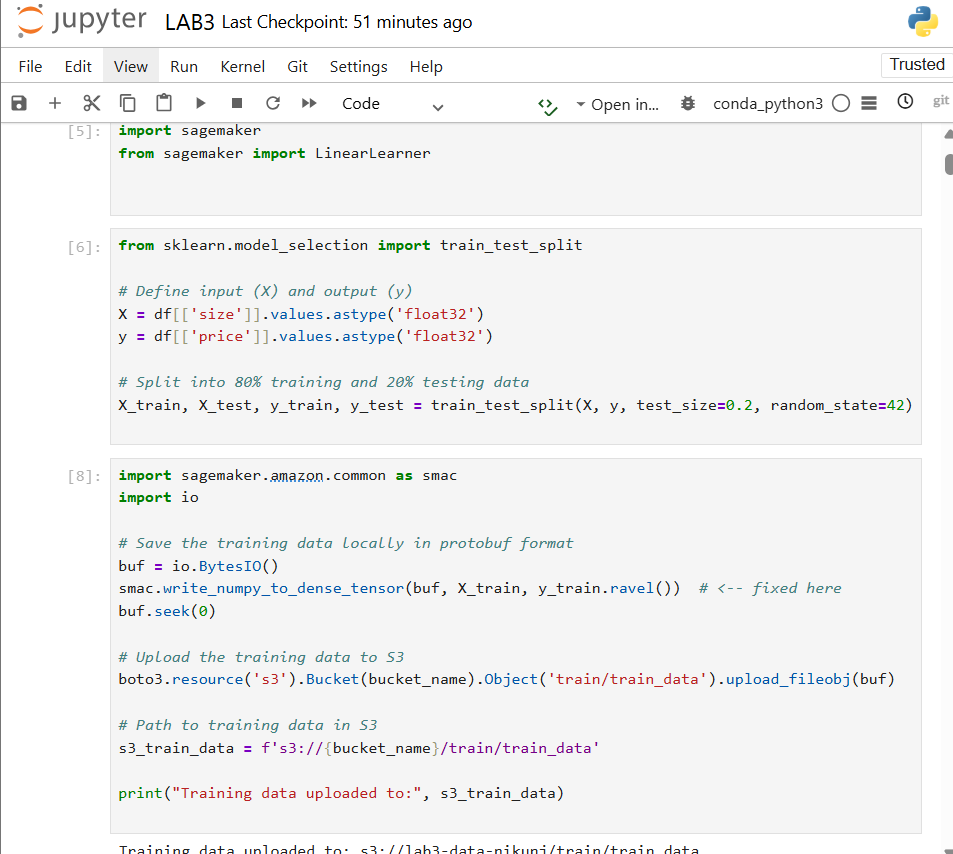 jupyter LAB3 Last Checkpoint: 51 minutes ago
File Edit View Run Kernel Git Settings Help Trusted
Code Open in... conda_python3 git
[5]: import sagemaker
from sagemaker import LinearLearner
[6]: from sklearn.model_selection import train_test_split
# Define input (X) and output (y)
X = df[['size']].values.astype('float32')
y = df[['price']].values.astype('float32')
# Split into 80% training and 20% testing data
X_train, X_test, y_train, y_test = train_test_split(X, y, test_size=0.2, random_state=42)
[8]: import sagemaker.amazon.common as smac
import io
# Save the training data locally in protobuf format
buf = io.BytesIO()
smac.write_numpy_to_dense_tensor(buf, X_train, y_train.ravel())  # <-- fixed here
buf.seek(0)
# Upload the training data to S3
boto3.resource('s3').Bucket(bucket_name).Object('train/train_data').upload_fileobj(buf)
# Path to training data in S3
s3_train_data = f's3://{bucket_name}/train/train_data'
print("Training data uploaded to:", s3_train_data)
Training data uploaded to: s3://lab3-data-nikunj/train/train_data